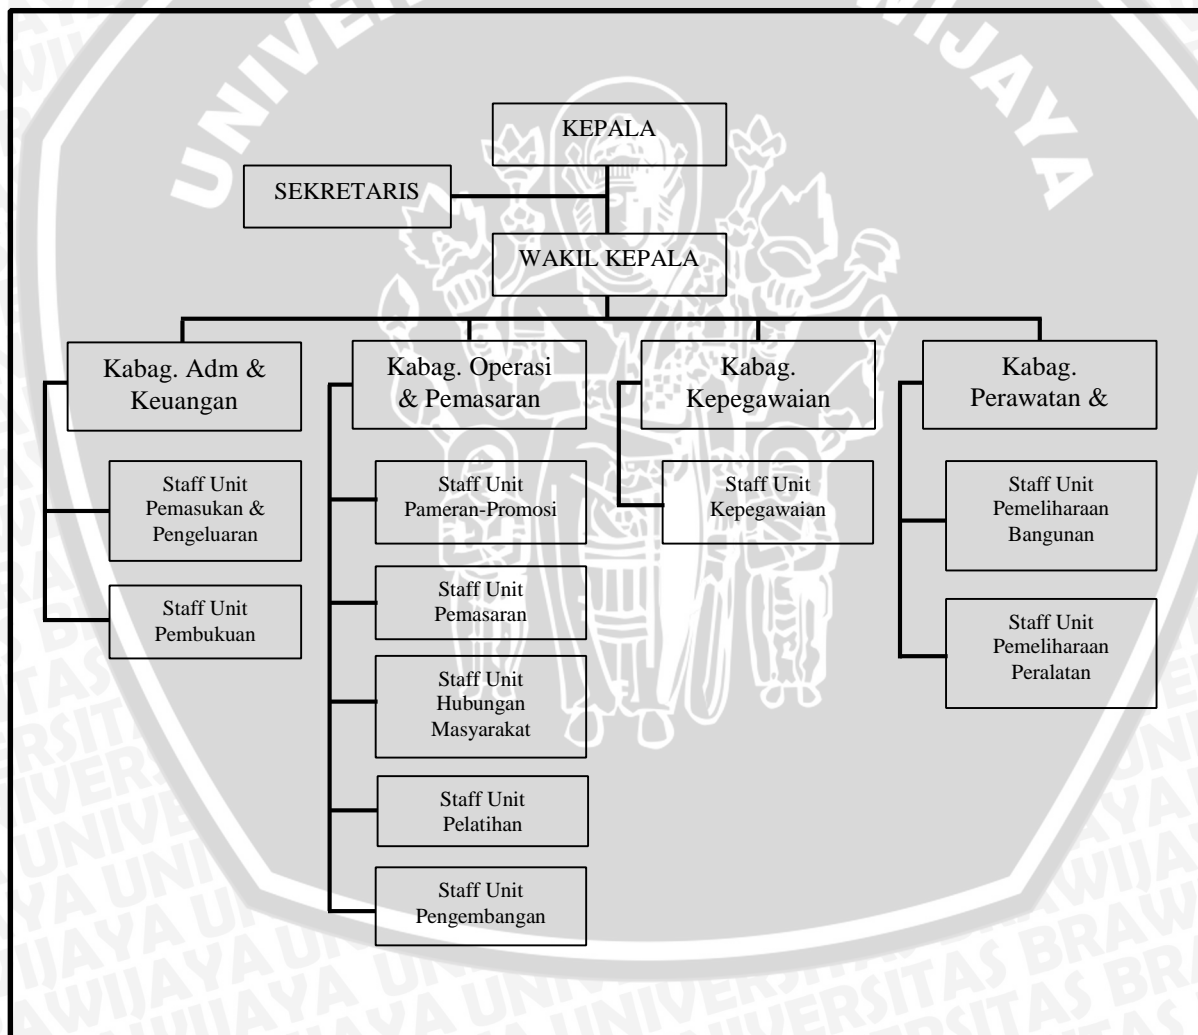 UNIVER WIJAYA
KEPALA
SEKRETARIS
WAKIL KEPALA
Kabag. Adm &
Keuangan
Kabag. Operasi
& Pemasaran
Kabag.
Kepegawaian
Kabag.
Perawatan &
Staff Unit
Pemasukan &
Pengeluaran
Staff Unit
Pembukuan
Staff Unit
Pameran-Promosi
Staff Unit
Pemasaran
Staff Unit
Hubungan
Masyarakat
Staff Unit
Pelatihan
Staff Unit
Pengembangan
Staff Unit
Kepegawaian
Staff Unit
Pemeliharaan
Bangunan
Staff Unit
Pemeliharaan
Peralatan